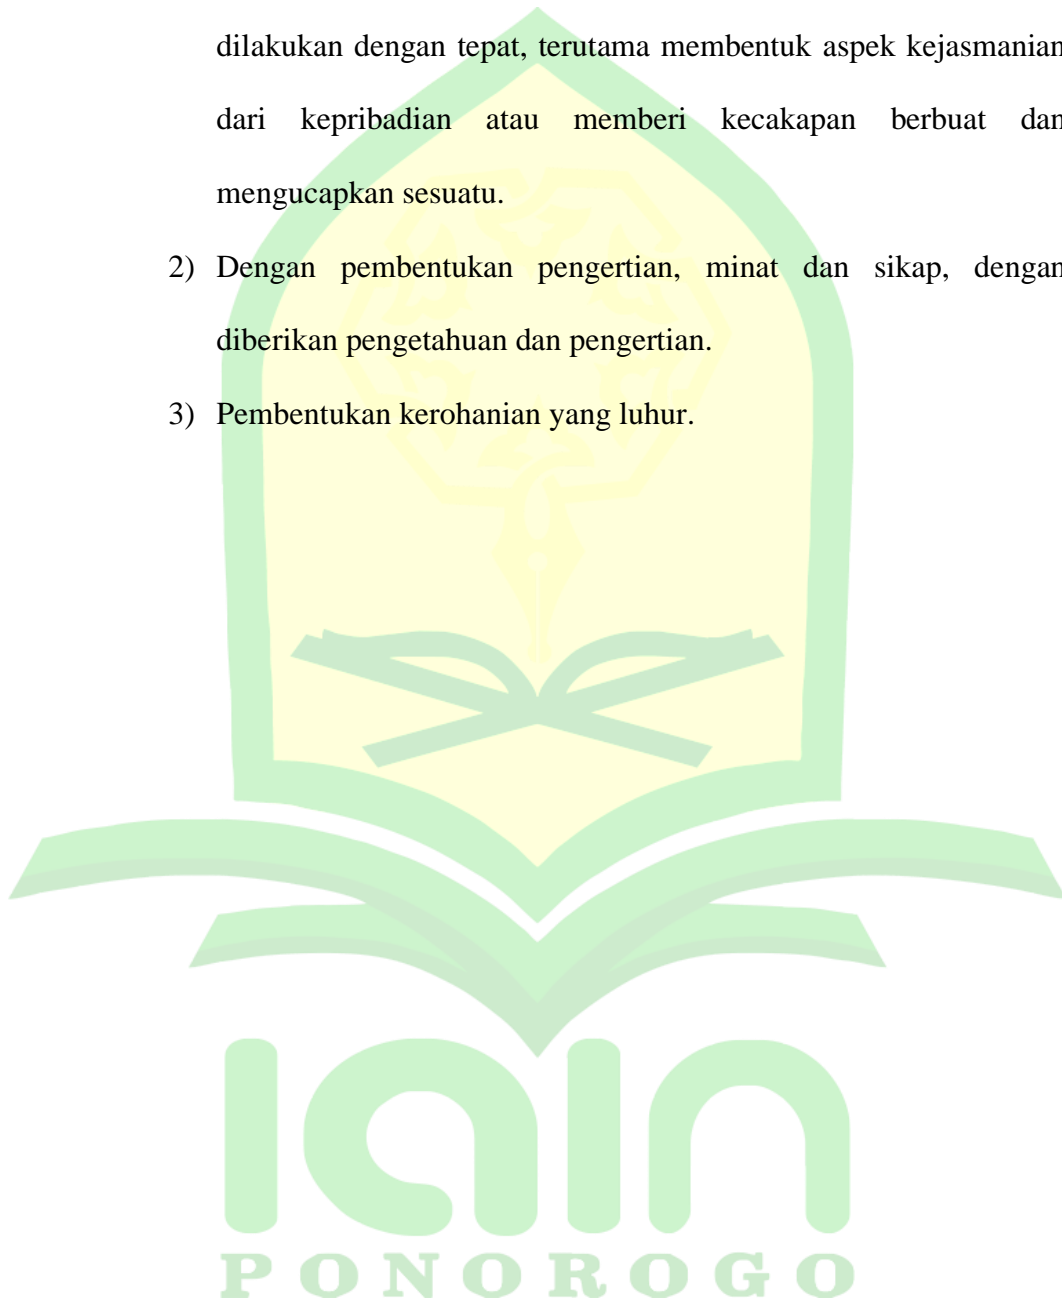 dilakukan dengan tepat, terutama membentuk aspek kejasmanian
dari kepribadian atau memberi kecakapan berbuat dan
mengucapkan sesuatu.
2) Dengan pembentukan pengertian, minat dan sikap, dengan
diberikan pengetahuan dan pengertian.
3) Pembentukan kerohanian yang luhur.
iain
PONOROGO